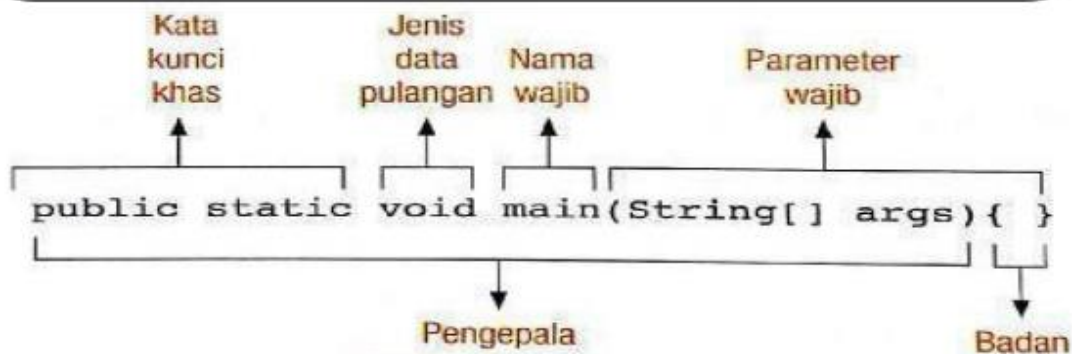 Kata
kunci
khas
Jenis
data
pulangan
Nama
wajib
Parameter
wajib
public static void main(String[] args){ }
Pengepala
Badan